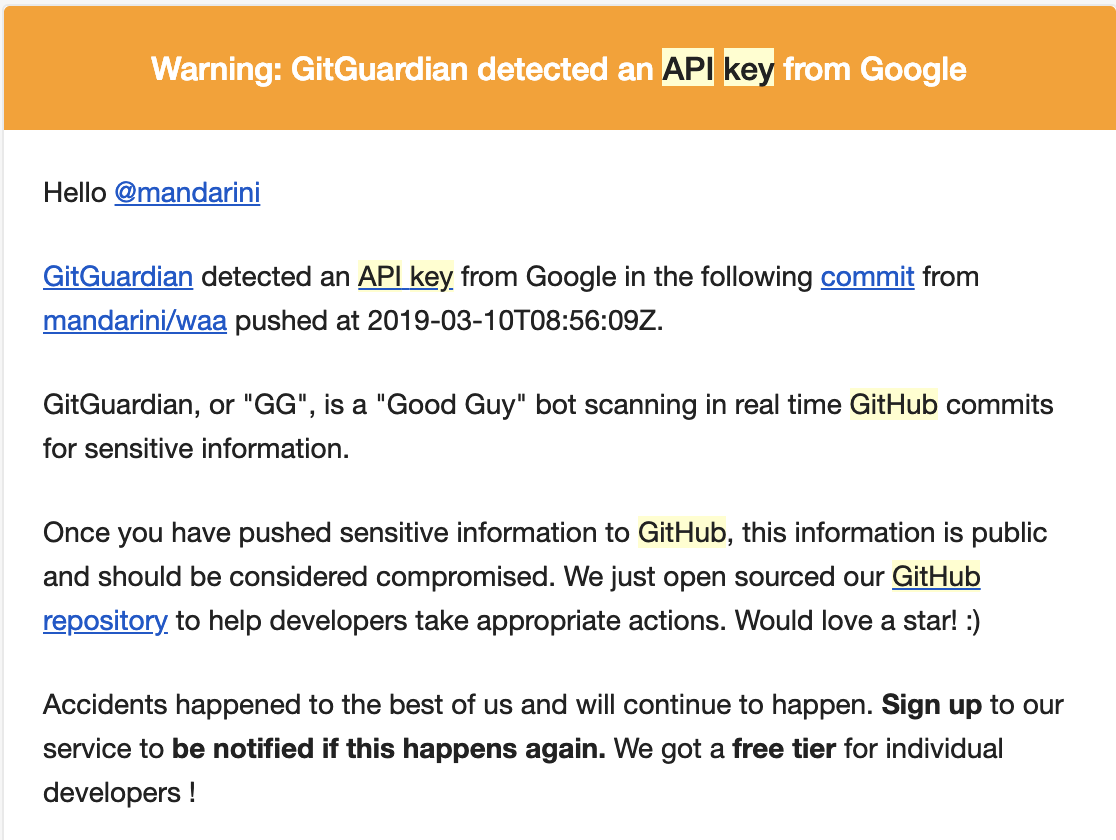 Warning: GitGuardian detected an API key from Google
Hello @mandarini
GitGuardian detected an API key from Google in the following commit from
mandarini/waa pushed at 2019-03-10T08:56:09Z.
GitGuardian, or "GG", is a "Good Guy" bot scanning in real time GitHub commits
for sensitive information.
Once you have pushed sensitive information to GitHub, this information is public
and should be considered compromised. We just open sourced our GitHub
repository to help developers take appropriate actions. Would love a star! :)
Accidents happened to the best of us and will continue to happen. Sign up to our
service to be notified if this happens again. We got a free tier for individual
developers !